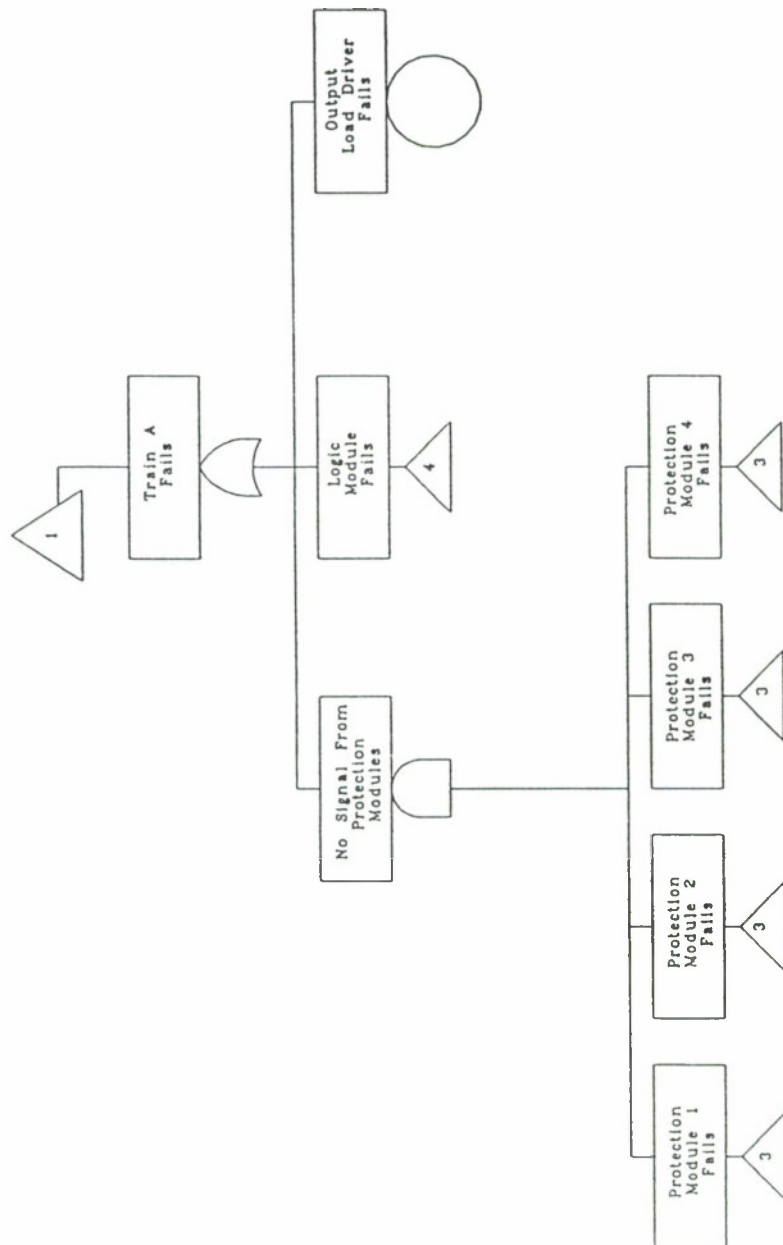 1
Train A
Fails
No Signal From
Protection
Modules
Logic
Module
Fails
Output
Load Driver
Fails
4
Protection
Module 1
Fails
Protection
Module 2
Fails
Protection
Module 3
Fails
Protection
Module 4
Fails
3
3
3
3